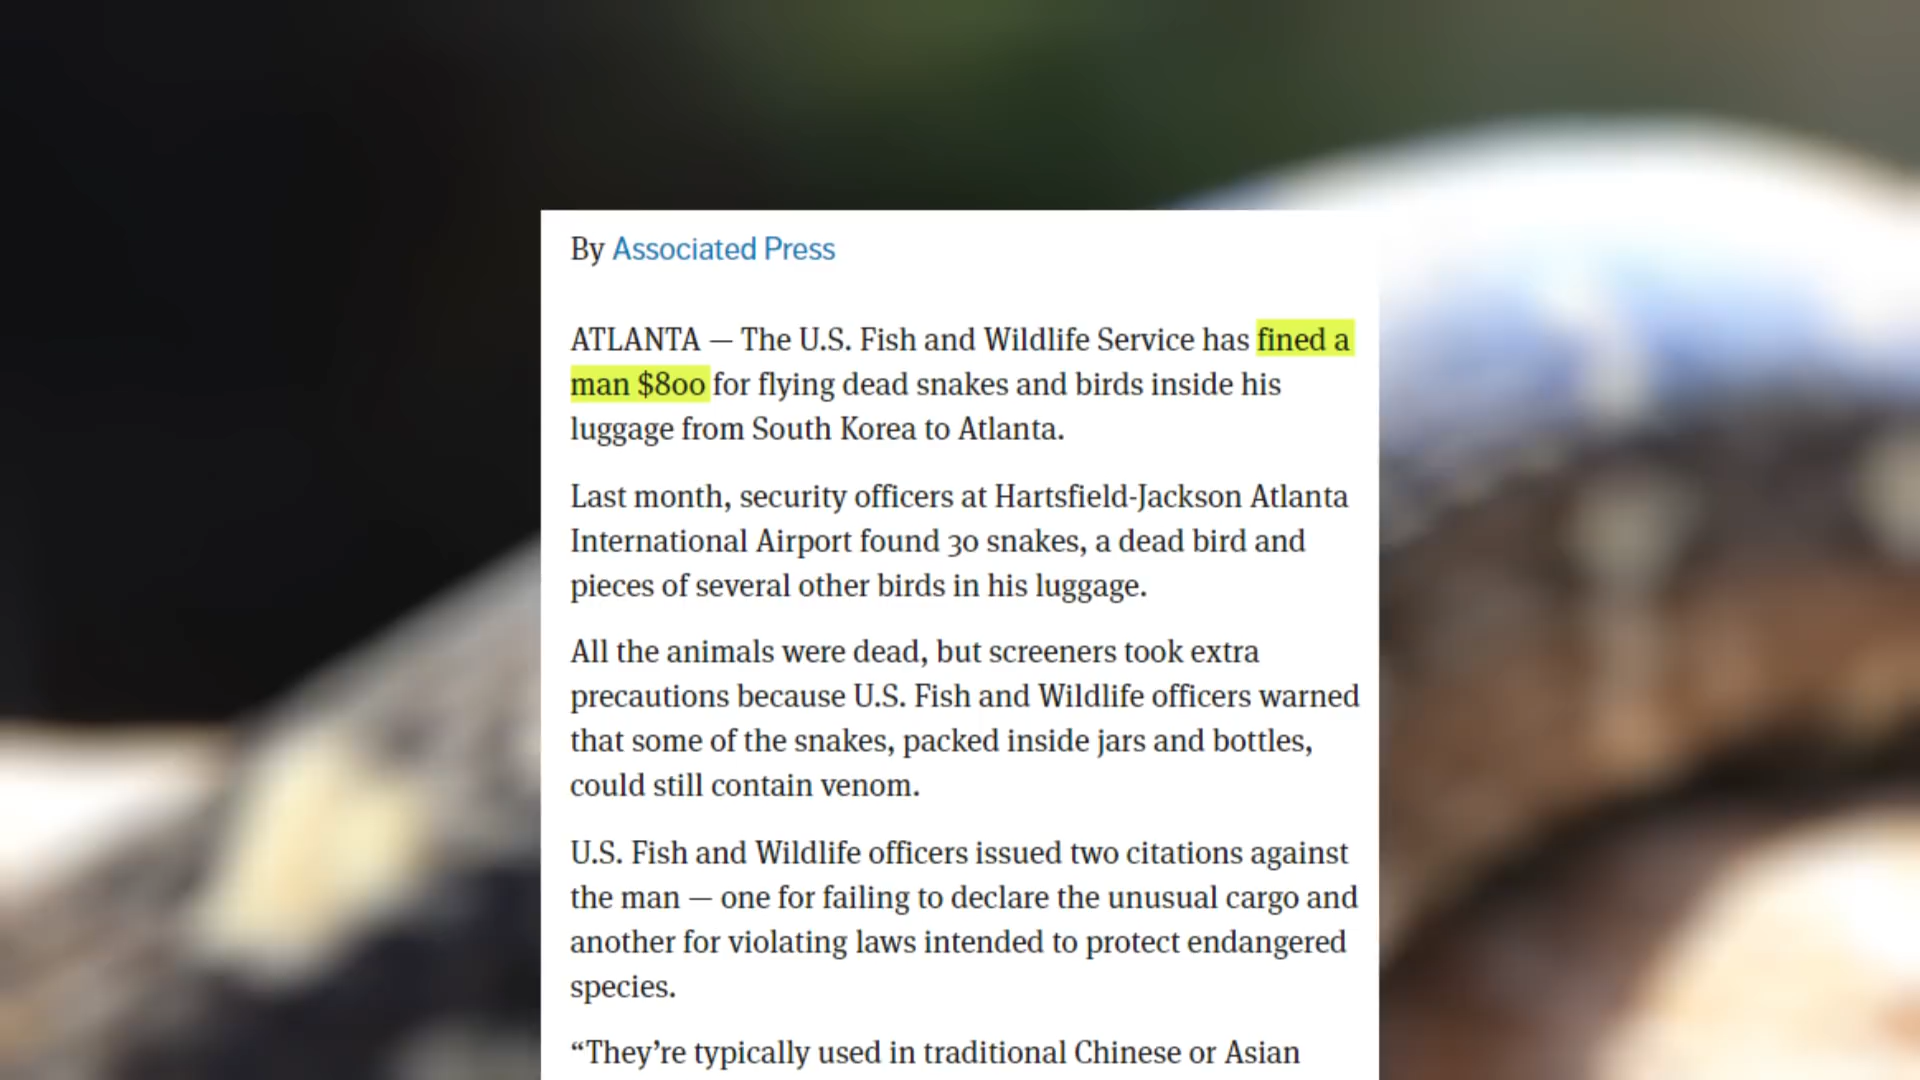 By Associated Press
ATLANTA — The U.S. Fish and Wildlife Service has fined a
man $800 for flying dead snakes and birds inside his
luggage from South Korea to Atlanta.
Last month, security officers at Hartsfield-Jackson Atlanta
International Airport found 30 snakes, a dead bird and
pieces of several other birds in his luggage.
All the animals were dead, but screeners took extra
precautions because U.S. Fish and Wildlife officers warned
that some of the snakes, packed inside jars and bottles,
could still contain venom.
U.S. Fish and Wildlife officers issued two citations against
the man — one for failing to declare the unusual cargo and
another for violating laws intended to protect endangered
species.
“They’re typically used in traditional Chinese or Asian